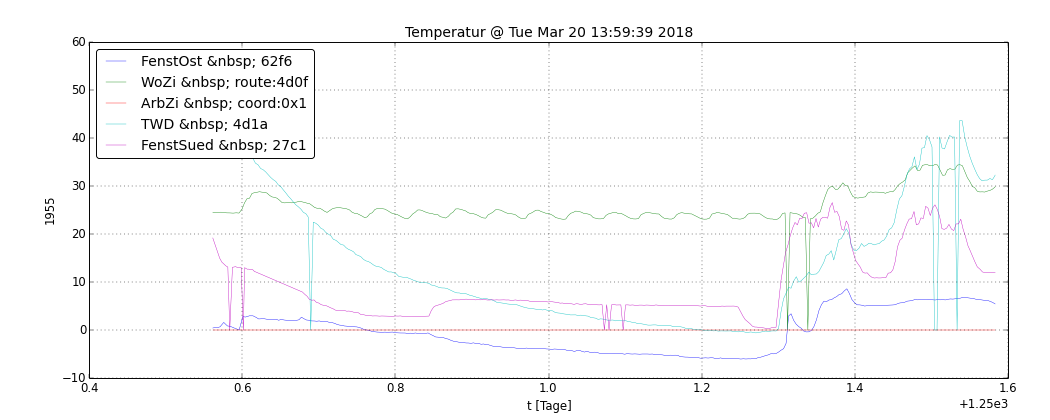 Temperatur @ Tue Mar 20 13:59:39 2018
60
50
40
30
20
10
0
−10
1955
FenstOst &nbsp; 62f6
WoZi &nbsp; route:4d0f
ArbZi &nbsp; coord:0x1
TWD &nbsp; 4d1a
FenstSued &nbsp; 27c1
0.4 0.6 0.8 1.0 1.2 1.4 1.6
t [Tage]
+1.25e3